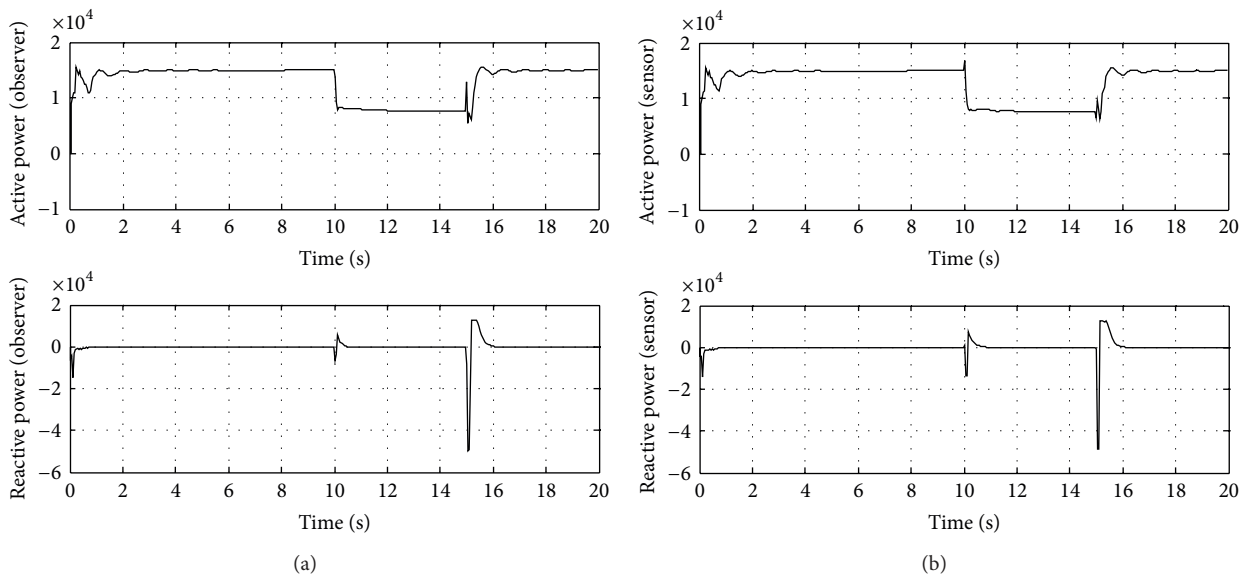 ×10⁴
2
1
0
−1
Active power (observer)
0 2 4 6 8 10 12 14 16 18 20
Time (s)
×10⁴
2
0
−2
−4
−6
Reactive power (observer)
0 2 4 6 8 10 12 14 16 18 20
Time (s)
(a)
×10⁴
2
1
0
−1
Active power (sensor)
0 2 4 6 8 10 12 14 16 18 20
Time (s)
×10⁴
2
0
−2
−4
−6
Reactive power (sensor)
0 2 4 6 8 10 12 14 16 18 20
Time (s)
(b)